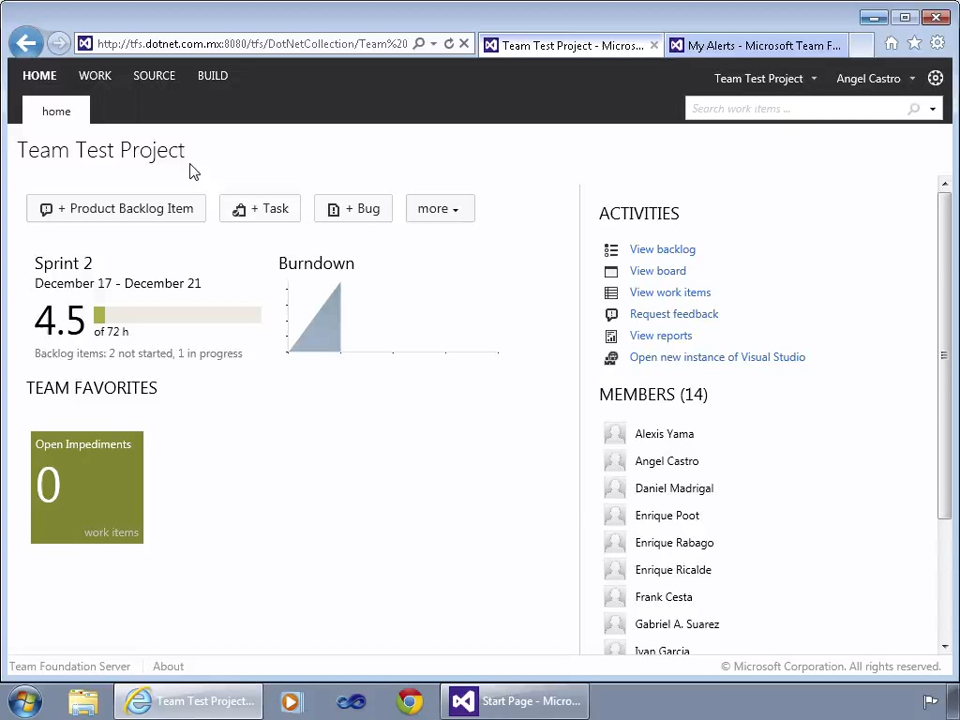 http://tfs.dotnet.com.mx:8080/tfs/DotNetCollection/Team%20
Team Test Project - Micros...
My Alerts - Microsoft Team F...
HOME WORK SOURCE BUILD
Team Test Project
Angel Castro
home
Search work items ...
Team Test Project
+ Product Backlog Item
+ Task
+ Bug
more
Sprint 2
December 17 - December 21
4.5
of 72 h
Backlog items: 2 not started, 1 in progress
Burndown
TEAM FAVORITES
Open Impediments
0
work items
ACTIVITIES
View backlog
View board
View work items
Request feedback
View reports
Open new instance of Visual Studio
MEMBERS (14)
Alexis Yama
Angel Castro
Daniel Madrigal
Enrique Poot
Enrique Rabago
Enrique Ricalde
Frank Cesta
Gabriel A. Suarez
Ivan Garcia
Team Foundation Server
About
© Microsoft Corporation. All rights reserved.
Team Test Project...
Start Page - Micro...